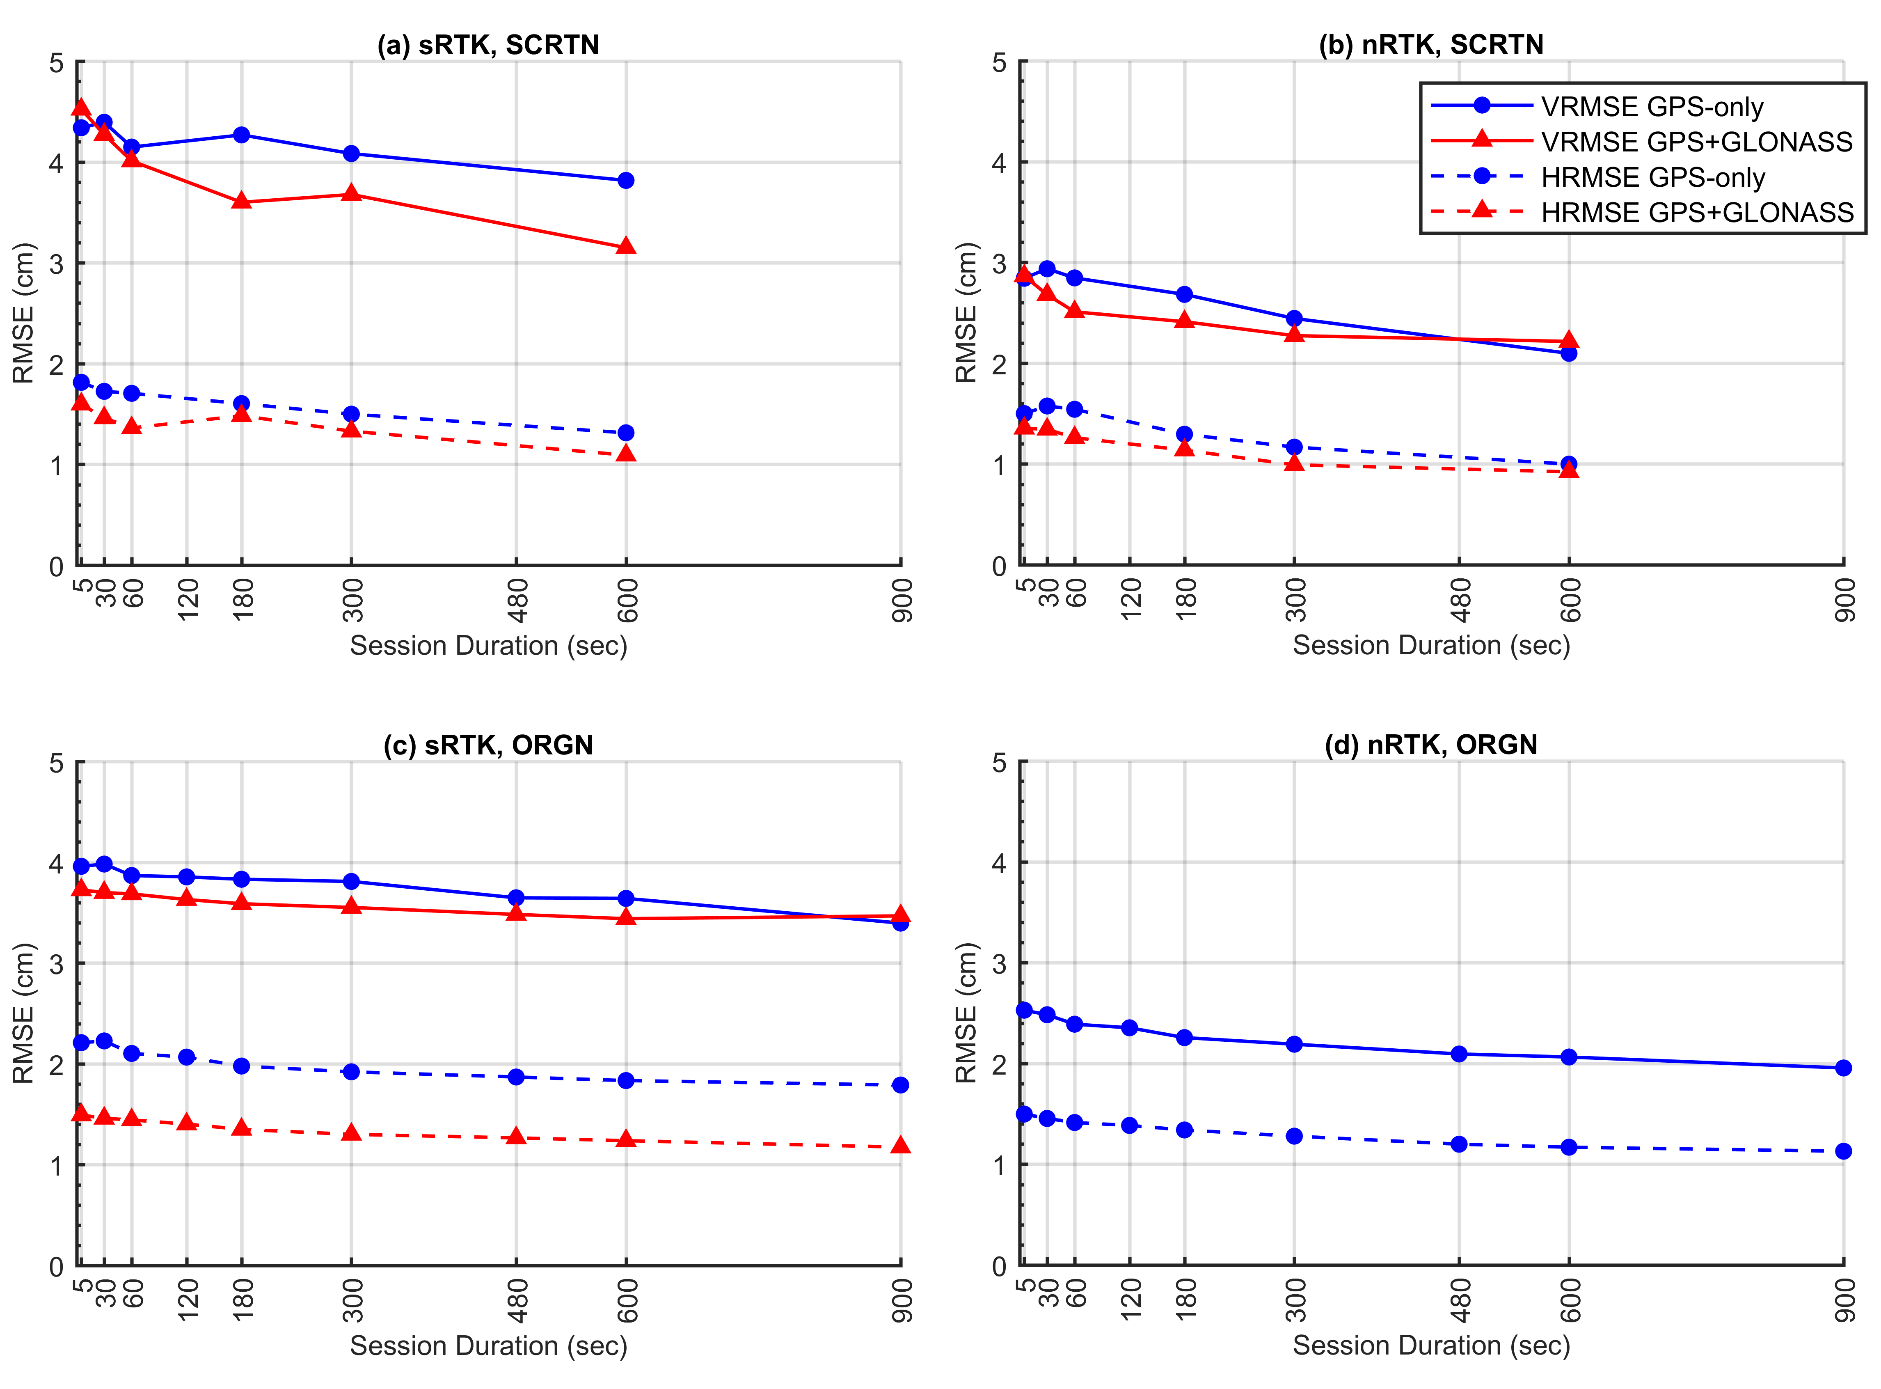 (a) sRTK, SCRTN
RMSE (cm)
5
4
3
2
1
0
5 30 60 120 180 300 480 600 900
Session Duration (sec)
(b) nRTK, SCRTN
VRMSE GPS-only
VRMSE GPS+GLONASS
HRMSE GPS-only
HRMSE GPS+GLONASS
RMSE (cm)
5
4
3
2
1
0
5 30 60 120 180 300 480 600 900
Session Duration (sec)
(c) sRTK, ORGN
RMSE (cm)
5
4
3
2
1
0
5 30 60 120 180 300 480 600 900
Session Duration (sec)
(d) nRTK, ORGN
RMSE (cm)
5
4
3
2
1
0
5 30 60 120 180 300 480 600 900
Session Duration (sec)